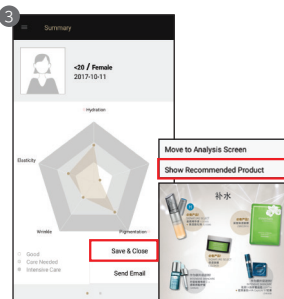 3
Summary
<20 / Female
2017-10-11
Hydration
Elasticity
Wrinkle
Pigmentation
Good
Care Needed
Intensive Care
Save & Close
Send Email
Move to Analysis Screen
Show Recommended Product
补水